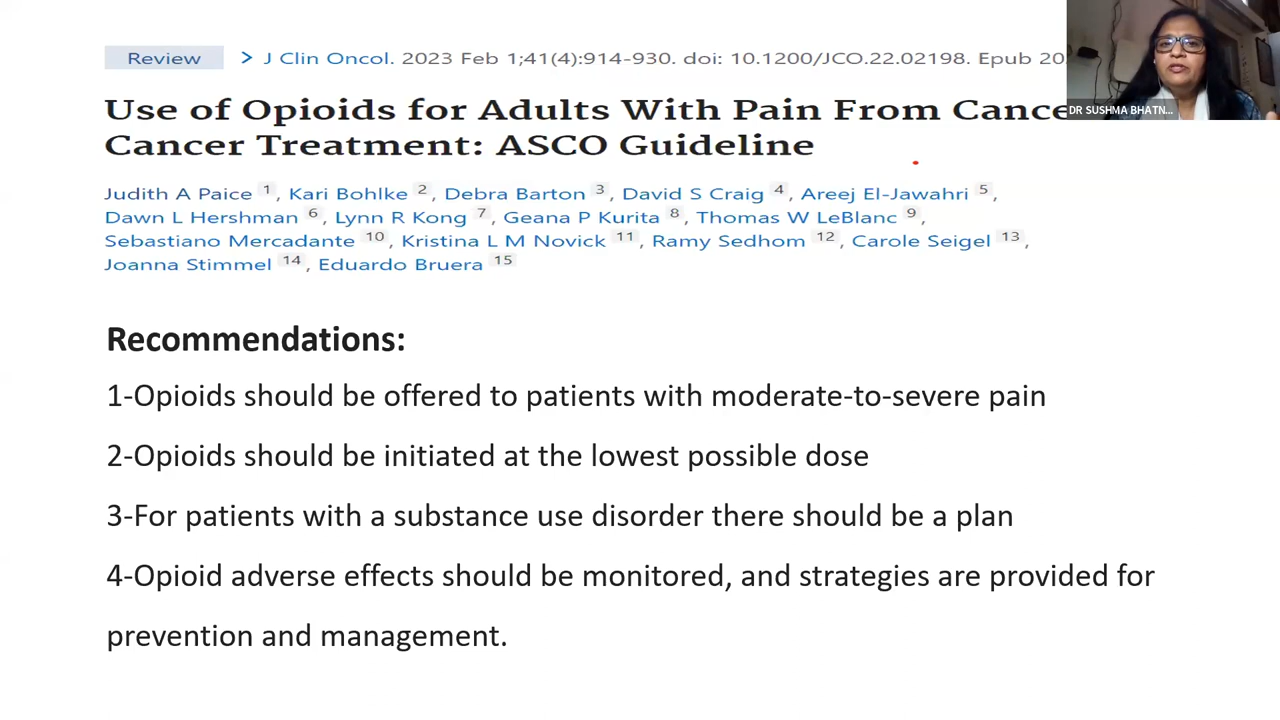 Review > J Clin Oncol. 2023 Feb 1;41(4):914-930. doi: 10.1200/JCO.22.02198. Epub 20
DR SUSHMA BHATN...
Use of Opioids for Adults With Pain From Cance
Cancer Treatment: ASCO Guideline
Judith A Paice 1, Kari Bohlke 2, Debra Barton 3, David S Craig 4, Areej El-Jawahri 5,
Dawn L Hershman 6, Lynn R Kong 7, Geana P Kurita 8, Thomas W LeBlanc 9,
Sebastiano Mercadante 10, Kristina L M Novick 11, Ramy Sedhom 12, Carole Seigel 13,
Joanna Stimmel 14, Eduardo Bruera 15
Recommendations:
1-Opioids should be offered to patients with moderate-to-severe pain
2-Opioids should be initiated at the lowest possible dose
3-For patients with a substance use disorder there should be a plan
4-Opioid adverse effects should be monitored, and strategies are provided for
prevention and management.